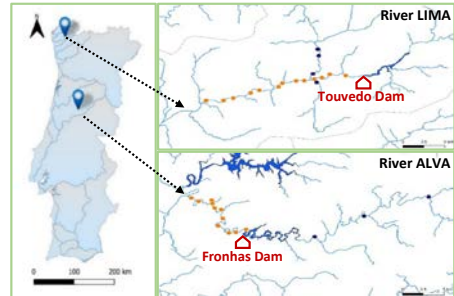 N
River LIMA
Touvedo Dam
River ALVA
Fronhas Dam
0 100 200 km